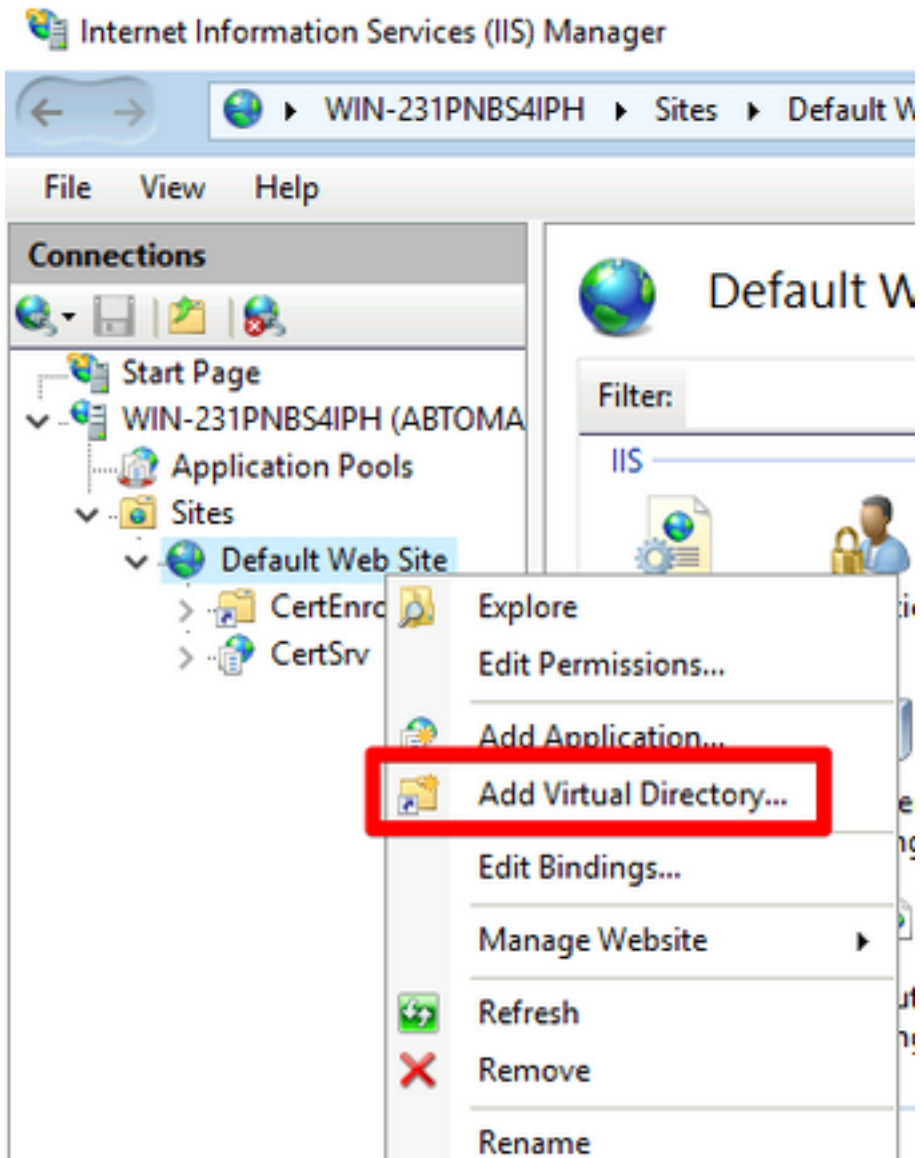 Internet Information Services (IIS) Manager
WIN-231PNBS4IPH Sites Default W
File View Help
Connections
Default W
Start Page
Filter:
WIN-231PNBS4IPH (ABTOMA
IIS
Application Pools
Sites
Default Web Site
CertEnro
Explore
CertSrv
Edit Permissions...
Add Application...
Add Virtual Directory...
Edit Bindings...
Manage Website
Refresh
Remove
Rename